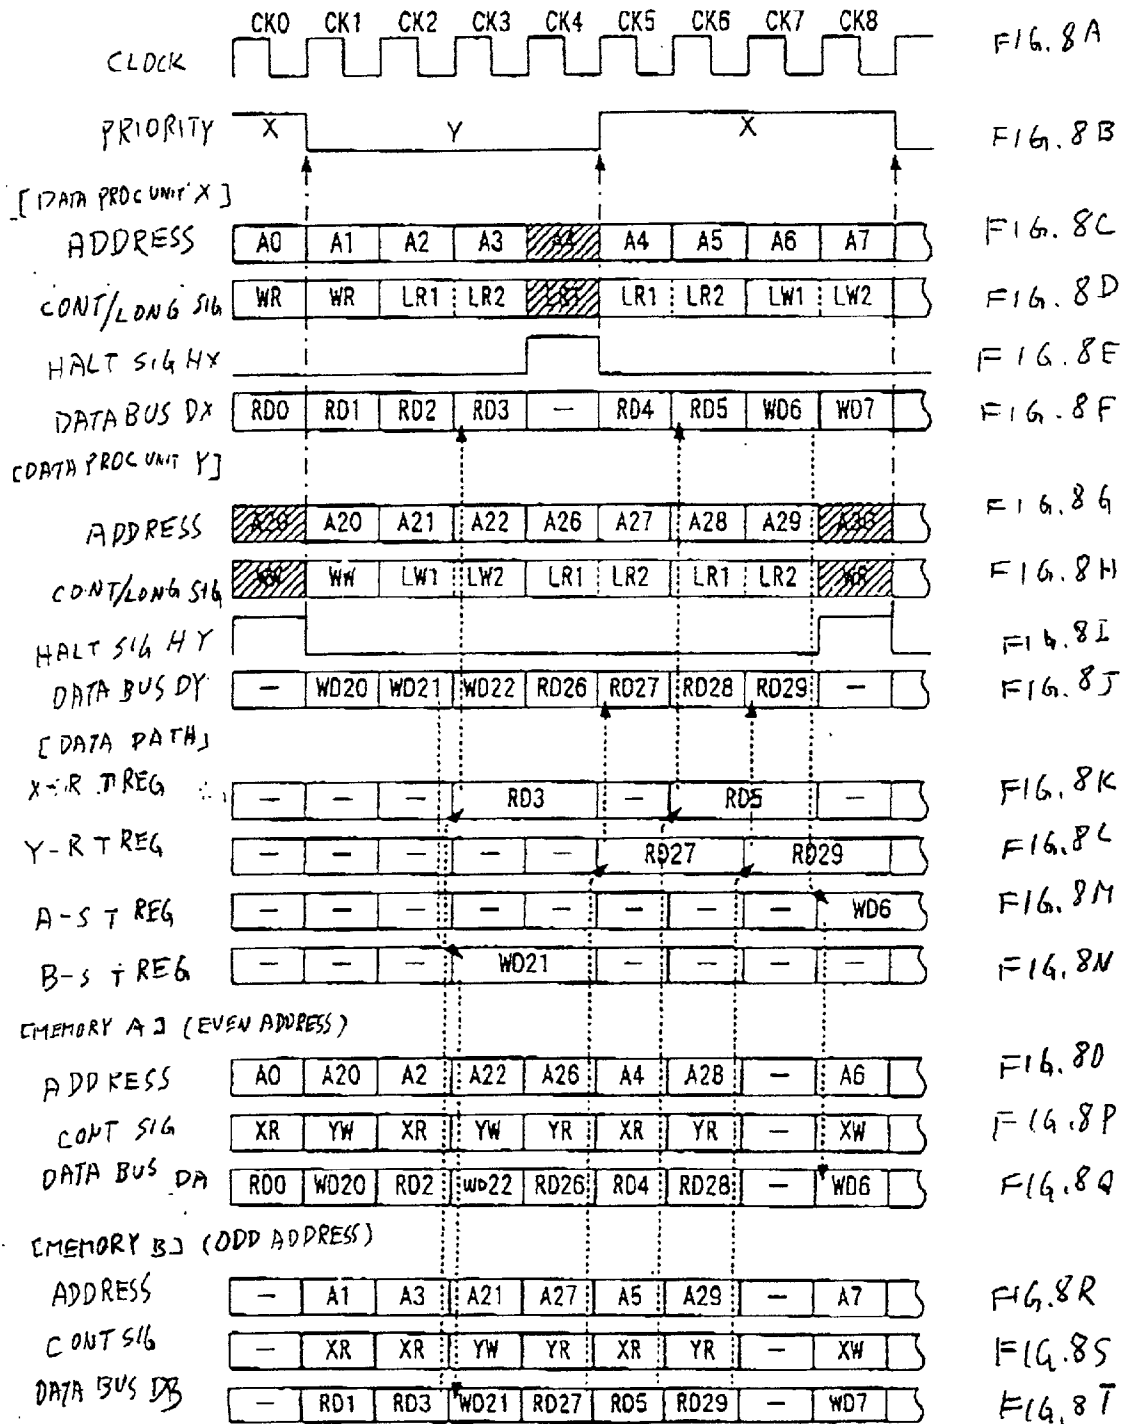 CK0 CK1 CK2 CK3 CK4 CK5 CK6 CK7 CK8
CLOCK FIG. 8A
PRIORITY X Y X FIG. 8B
[DATA PROC UNIT X]
ADDRESS A0 A1 A2 A3 A4 A4 A5 A6 A7 FIG. 8C
CONT/LONG SIG WR WR LR1 LR2 LR1 LR1 LR2 LW1 LW2 FIG. 8D
HALT SIG HX FIG. 8E
DATA BUS DX RD0 RD1 RD2 RD3 — RD4 RD5 WD6 WD7 FIG. 8F
[DATA PROC UNIT Y]
ADDRESS A20 A20 A21 A22 A26 A27 A28 A29 A30 FIG. 8G
CONT/LONG SIG WW WW LW1 LW2 LR1 LR2 LR1 LR2 WR FIG. 8H
HALT SIG HY FIG. 8I
DATA BUS DY — WD20 WD21 WD22 RD26 RD27 RD28 RD29 — FIG. 8J
[DATA PATH]
X-R T REG — — — RD3 — RD5 — FIG. 8K
Y-R T REG — — — — — RD27 RD29 FIG. 8L
A-S T REG — — — — — — — — WD6 FIG. 8M
B-S T REG — — — WD21 — — — — FIG. 8N
[MEMORY A] (EVEN ADDRESS)
ADDRESS A0 A20 A2 A22 A26 A4 A28 — A6 FIG. 8O
CONT SIG XR YW XR YW YR XR YR — XW FIG. 8P
DATA BUS DA RD0 WD20 RD2 WD22 RD26 RD4 RD28 — WD6 FIG. 8Q
[MEMORY B] (ODD ADDRESS)
ADDRESS — A1 A3 A21 A27 A5 A29 — A7 FIG. 8R
CONT SIG — XR XR YW YR XR YR — XW FIG. 8S
DATA BUS DB — RD1 RD3 WD21 RD27 RD5 RD29 — WD7 FIG. 8T